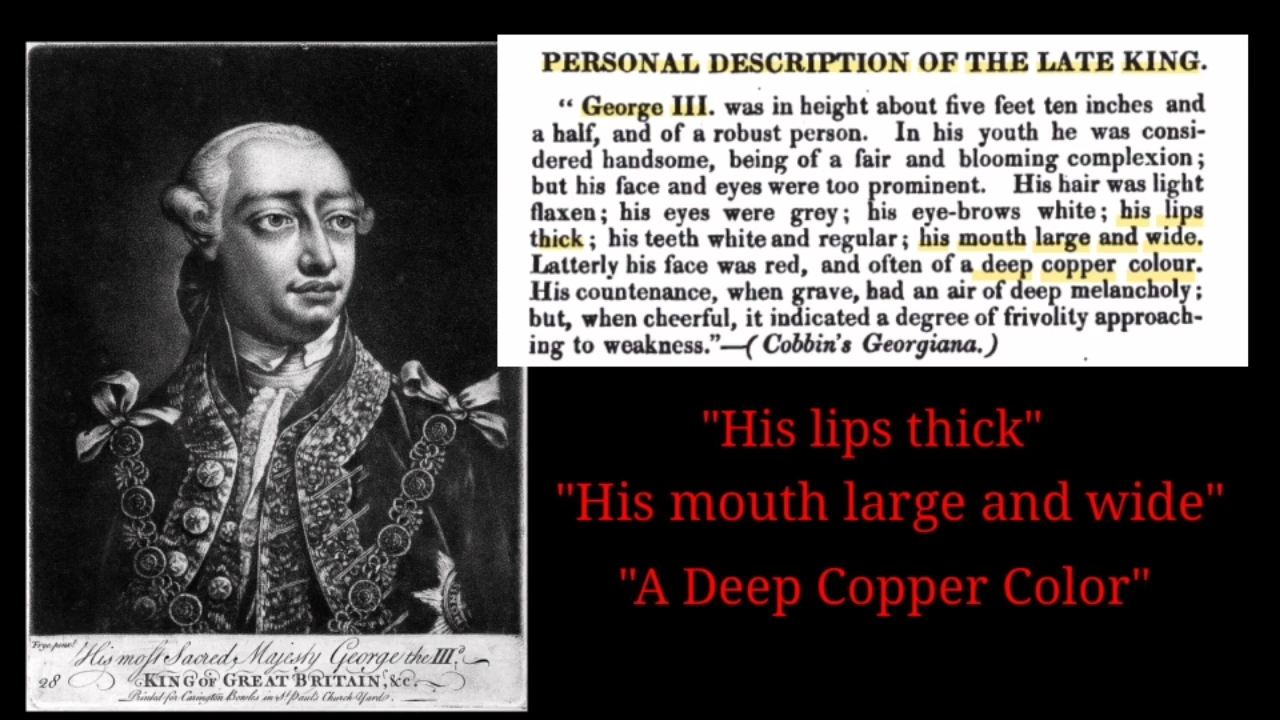 PERSONAL DESCRIPTION OF THE LATE KING.
“ George III. was in height about five feet ten inches and
a half, and of a robust person. In his youth he was consi-
dered handsome, being of a fair and blooming complexion;
but his face and eyes were too prominent. His hair was light
flaxen; his eyes were grey; his eye-brows white; his lips
thick; his teeth white and regular; his mouth large and wide.
Latterly his face was red, and often of a deep copper colour.
His countenance, when grave, had an air of deep melancholy;
but, when cheerful, it indicated a degree of frivolity approach-
ing to weakness.”—( Cobbin's Georgiana.)
"His lips thick"
"His mouth large and wide"
"A Deep Copper Color"
Frye pinxt
His most Sacred Majesty George the III.d
28 KING OF GREAT BRITAIN, &c.
Printed for Carington Bowles in St Paul's Church Yard.